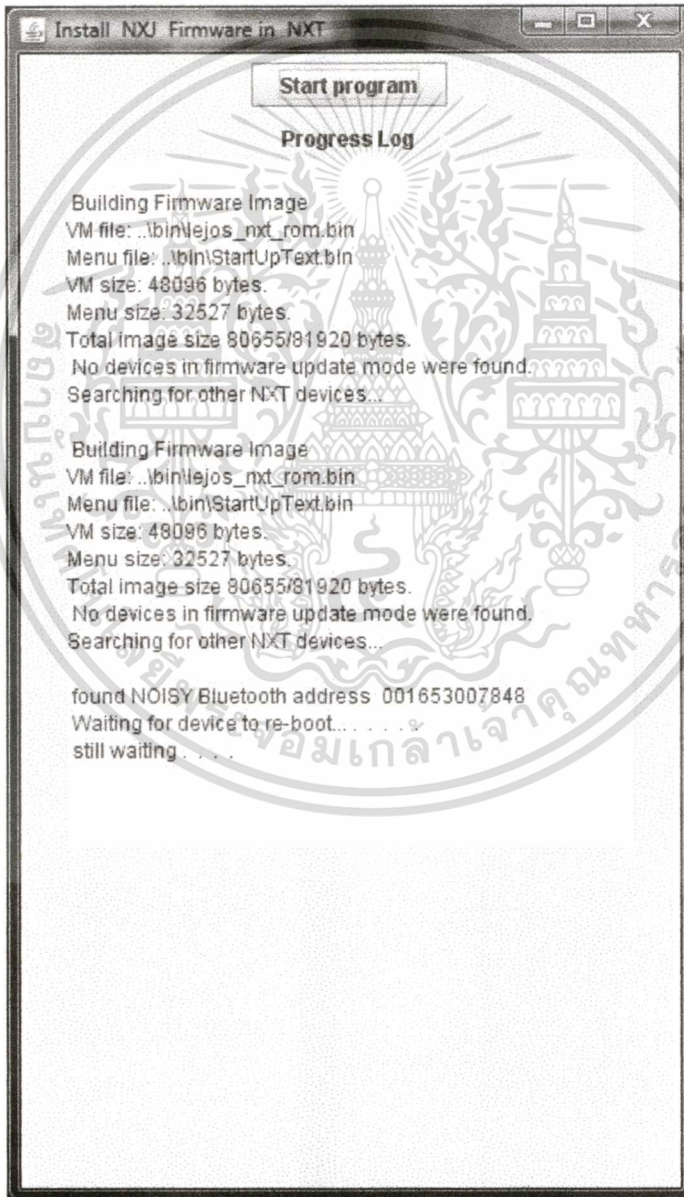 Install NXJ Firmware in NXT
Start program
Progress Log
Building Firmware Image
VM file: ..\bin\lejos_nxt_rom.bin
Menu file: ..\bin\StartUpText.bin
VM size: 48096 bytes.
Menu size: 32527 bytes.
Total image size 80655/81920 bytes.
No devices in firmware update mode were found.
Searching for other NXT devices...
Building Firmware Image
VM file: ..\bin\lejos_nxt_rom.bin
Menu file: ..\bin\StartUpText.bin
VM size: 48096 bytes.
Menu size: 32527 bytes.
Total image size 80655/81920 bytes.
No devices in firmware update mode were found.
Searching for other NXT devices...
found NOISY Bluetooth address 001653007848
Waiting for device to re-boot... . . . . .
still waiting . . . .